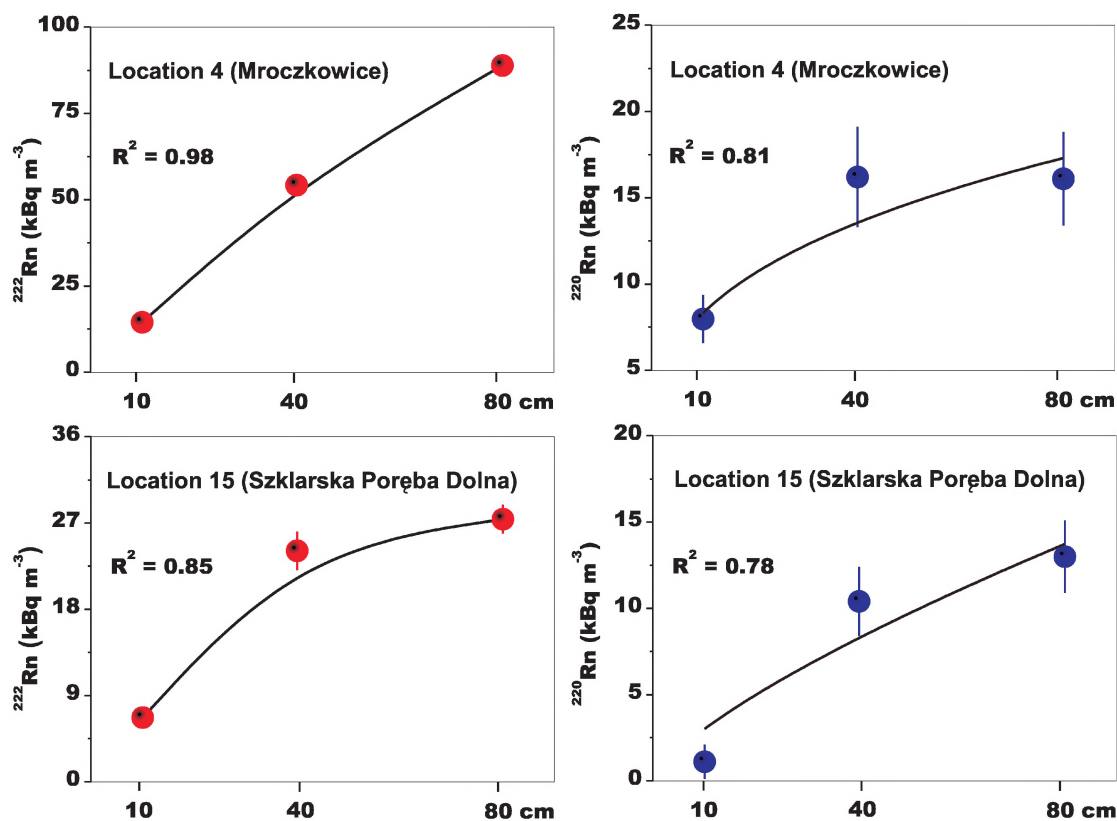 Location 4 (Mroczkowice)
R² = 0.98
²²²Rn (kBq m⁻³)
100
75
50
25
0
10 40 80 cm
Location 4 (Mroczkowice)
R² = 0.81
²²⁰Rn (kBq m⁻³)
25
20
15
10
5
10 40 80 cm
Location 15 (Szklarska Poręba Dolna)
R² = 0.85
²²²Rn (kBq m⁻³)
36
27
18
9
0
10 40 80 cm
Location 15 (Szklarska Poręba Dolna)
R² = 0.78
²²⁰Rn (kBq m⁻³)
20
15
10
5
0
10 40 80 cm